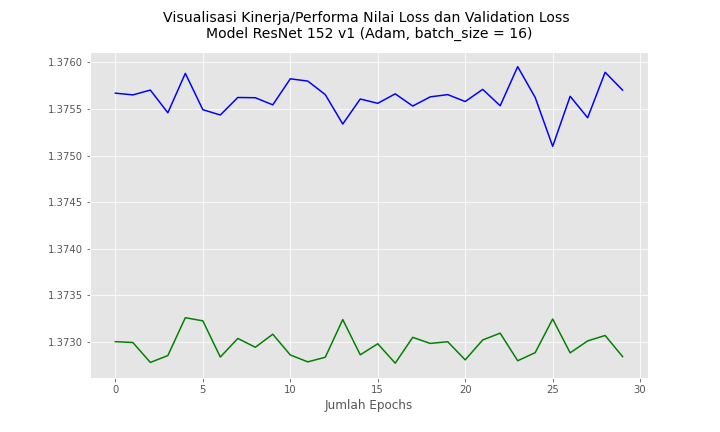 Visualisasi Kinerja/Performa Nilai Loss dan Validation Loss
Model ResNet 152 v1 (Adam, batch_size = 16)
1.3760
1.3755
1.3750
1.3745
1.3740
1.3735
1.3730
0 5 10 15 20 25 30
Jumlah Epochs